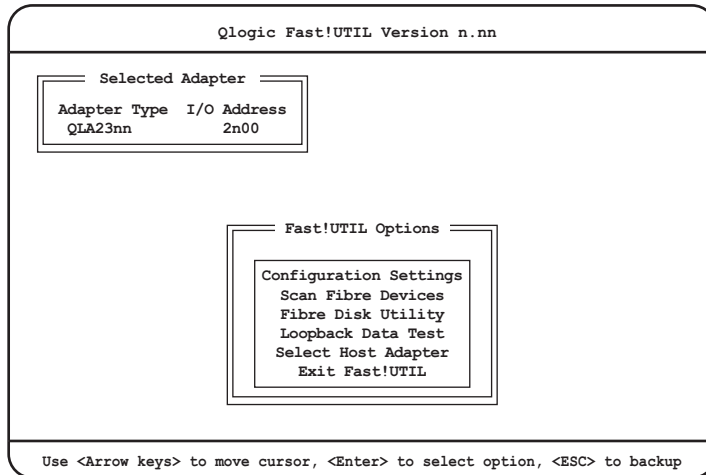 Qlogic Fast!UTIL Version n.nn
Selected Adapter
Adapter Type I/O Address
QLA23nn 2n00
Fast!UTIL Options
Configuration Settings
Scan Fibre Devices
Fibre Disk Utility
Loopback Data Test
Select Host Adapter
Exit Fast!UTIL
Use <Arrow keys> to move cursor, <Enter> to select option, <ESC> to backup